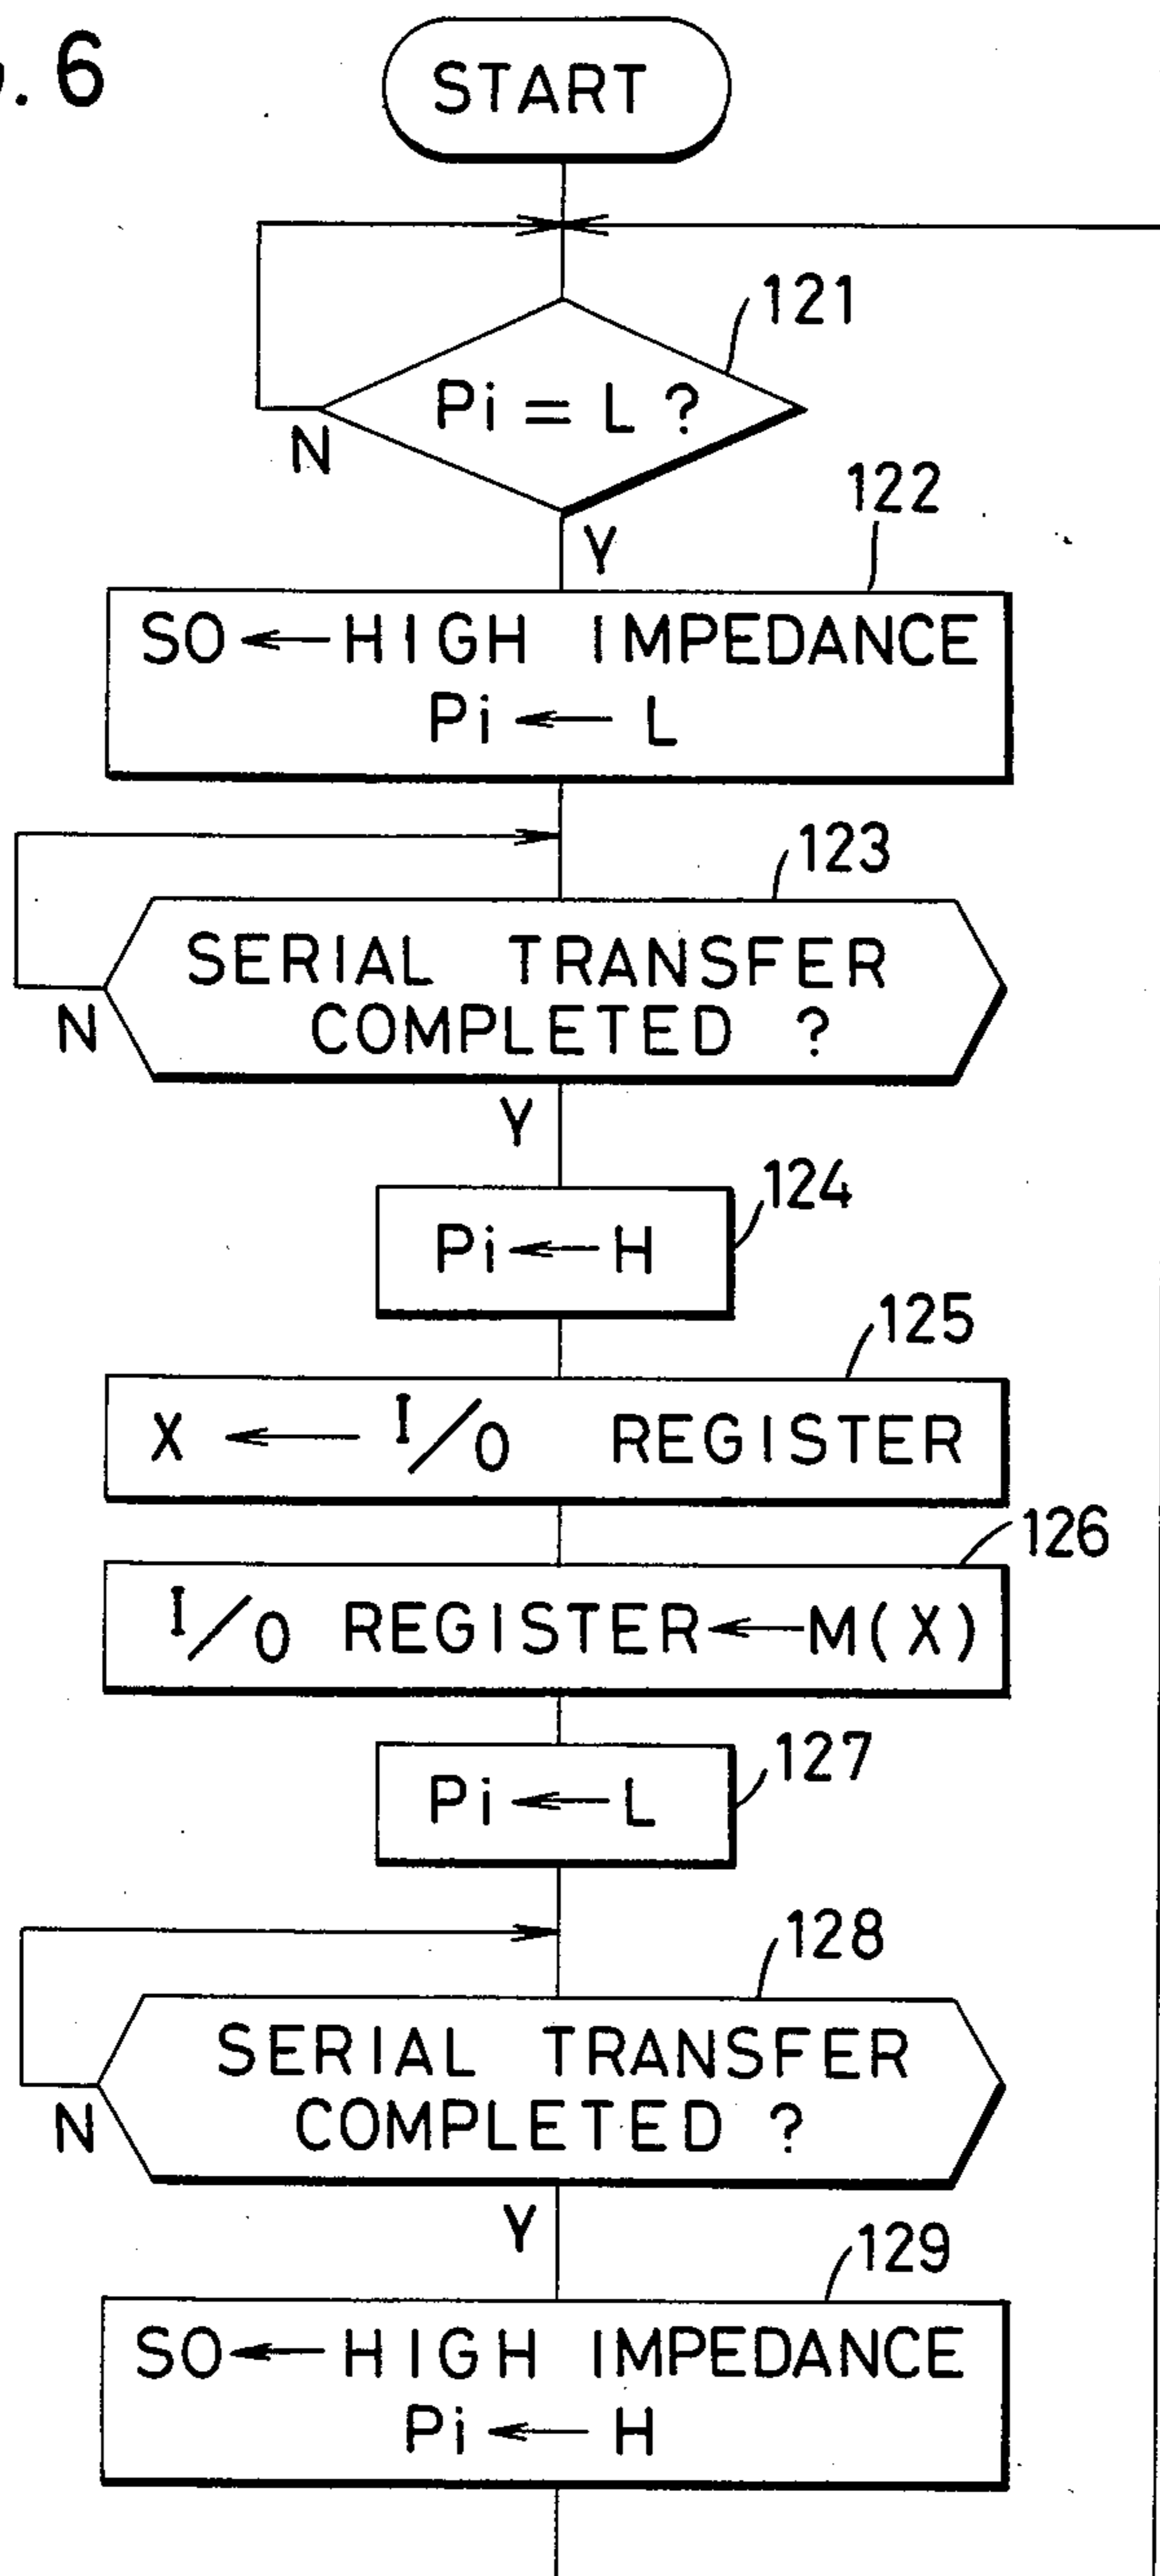 . 6
START
121
Pi = L ?
N
122
Y
SO ← HIGH IMPEDANCE
Pi ← L
123
SERIAL TRANSFER
COMPLETED ?
N
Y
124
Pi ← H
125
X ← I/O REGISTER
126
I/O REGISTER ← M(X)
127
Pi ← L
128
SERIAL TRANSFER
COMPLETED ?
N
Y
129
SO ← HIGH IMPEDANCE
Pi ← H